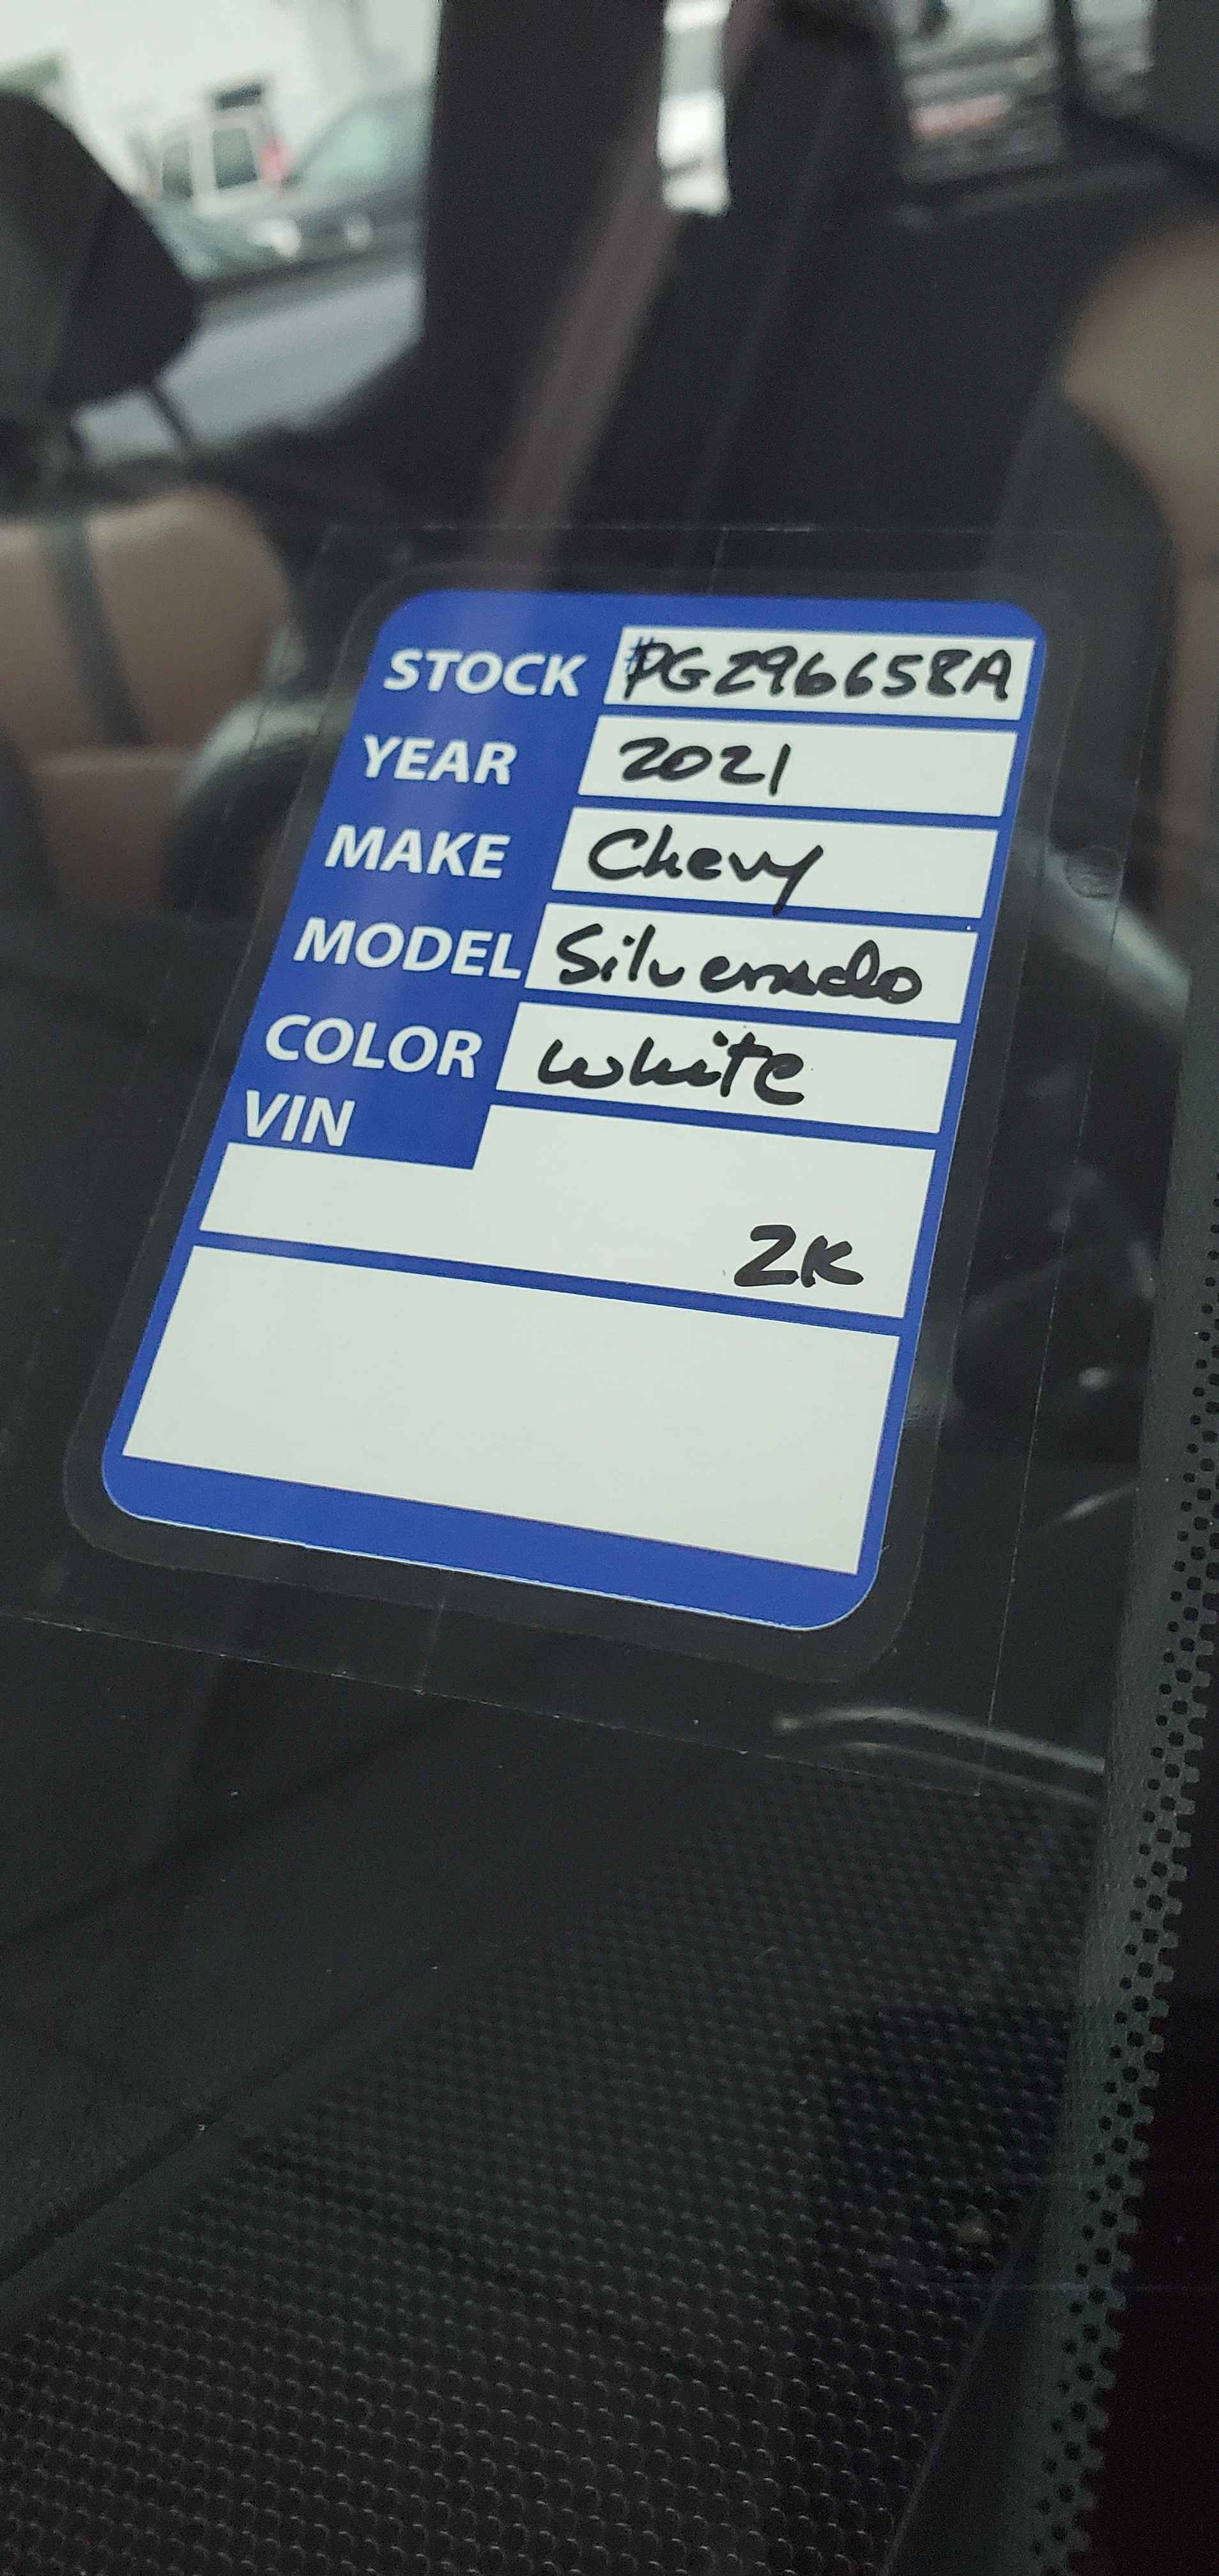 STOCK #PG296658A
YEAR 2021
MAKE Chevy
MODEL Silverado
COLOR White
VIN
2K